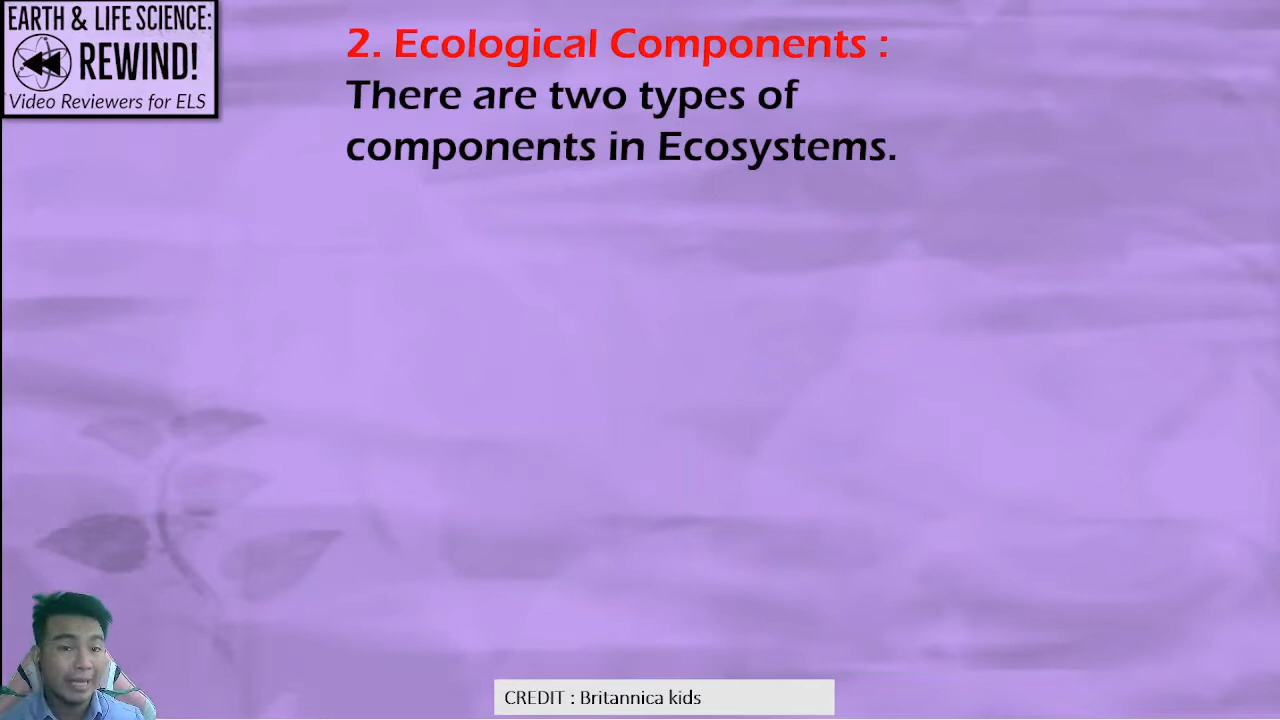 EARTH & LIFE SCIENCE:
REWIND!
Video Reviewers for ELS
2. Ecological Components :
There are two types of
components in Ecosystems.
CREDIT : Britannica kids